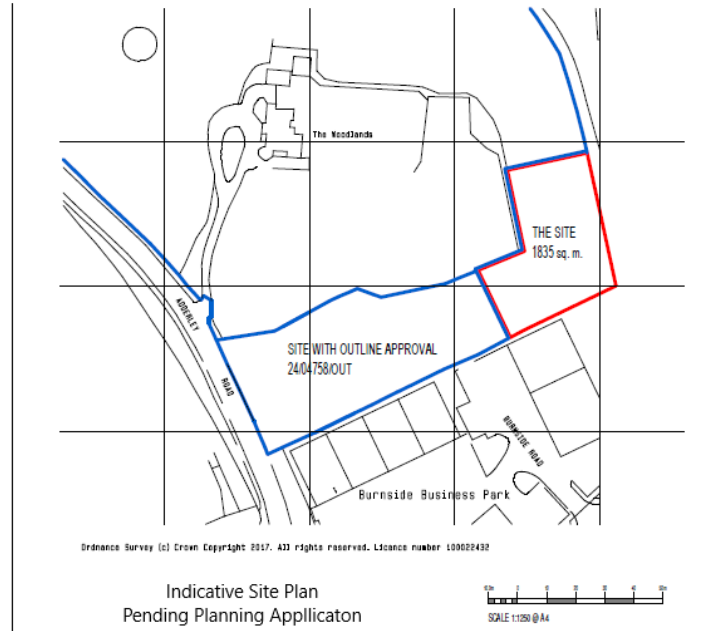 The Woodlands
THE SITE
1835 sq. m.
ADDERLEY
ROAD
SITE WITH OUTLINE APPROVAL
24/04758/OUT
BURNSIDE ROAD
Burnside Business Park
Ordnance Survey (c) Crown Copyright 2017. All rights reserved. Licence number 100022432
Indicative Site Plan
Pending Planning Appllicaton
SCALE 1:1250 @ A4